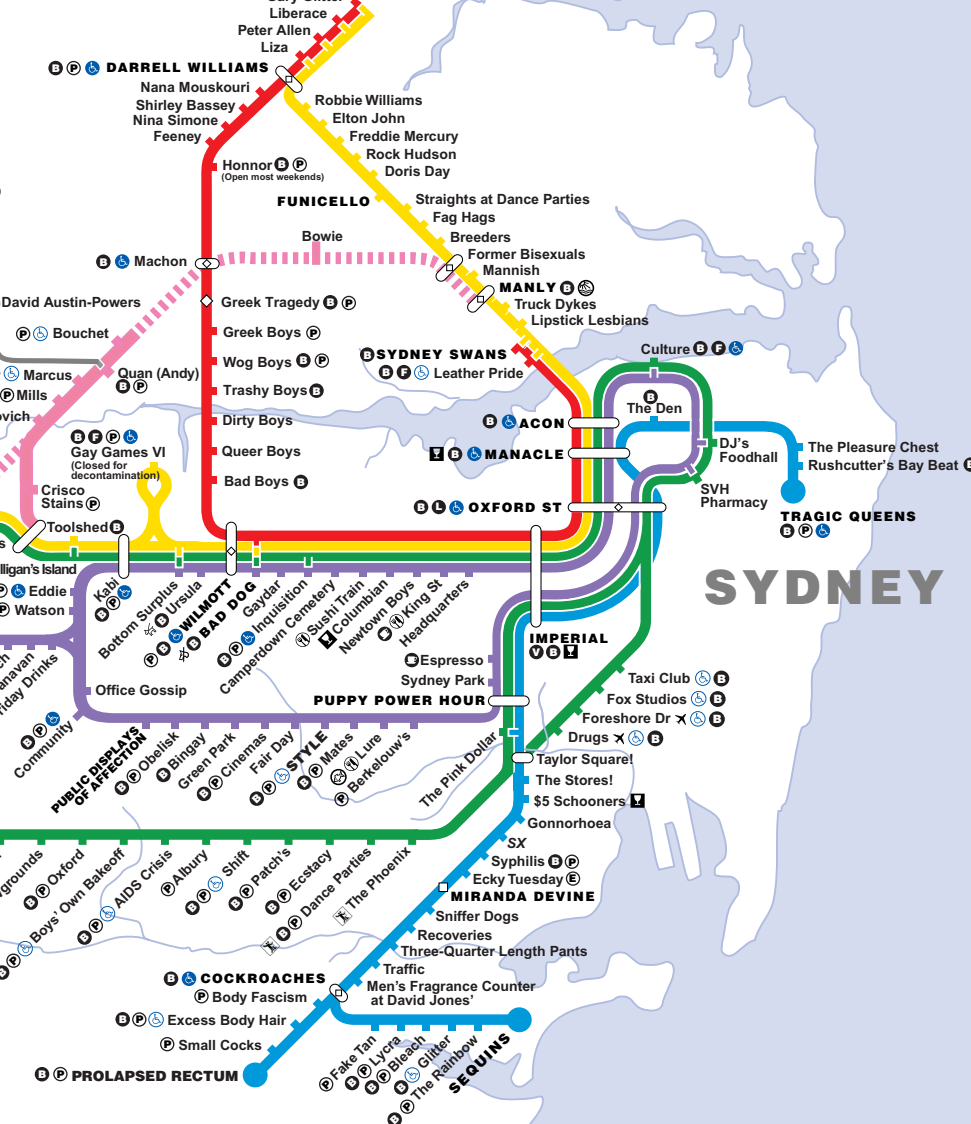 Liberace
Peter Allen
Liza
B P DARRELL WILLIAMS
Nana Mouskouri
Shirley Bassey
Nina Simone
Feeney
Robbie Williams
Elton John
Freddie Mercury
Rock Hudson
Doris Day
Honnor B P
(Open most weekends)
FUNICELLO
Straights at Dance Parties
Fag Hags
Breeders
Former Bisexuals
Mannish
MANLY B
Truck Dykes
Lipstick Lesbians
Bowie
B Machon
David Austin-Powers
P Bouchet
Greek Tragedy B P
Greek Boys P
Wog Boys B P
Trashy Boys B
Dirty Boys
Queer Boys
Bad Boys B
B SYDNEY SWANS
B F Leather Pride
Marcus
P Mills
ovich
Quan (Andy)
B P
Culture B F
B
The Den
B ACON
B MANACLE
B L OXFORD ST
DJ's
Foodhall
SVH
Pharmacy
The Pleasure Chest
Rushcutter's Bay Beat B
TRAGIC QUEENS
B P
B F P
Gay Games VI
(Closed for
decontamination)
Crisco
Stains P
Toolshed B
s
lligan's Island
P Eddie
P Watson
SYDNEY
B P Kabi
Bottom Surplus
B Ursula
P B WILMOTT
B BAD DOG
Gaydar
B P Inquisition
Camperdown Cemetery
Sushi Train
Columbian
Newtown Boys
King St
Headquarters
IMPERIAL
V B
Espresso
Sydney Park
PUPPY POWER HOUR
ch
anavan
riday Drinks
B P Community
Office Gossip
PUBLIC DISPLAYS
OF AFFECTION
B P Obelisk
B Bingay
Green Park
B P Cinemas
Fair Day
B P STYLE
B P Mates
Lure
P Berkelouw's
The Pink Dollar
Taxi Club B
Fox Studios B
Foreshore Dr B
Drugs B
Taylor Square!
The Stores!
$5 Schooners
Gonnorhoea
SX
Syphilis B P
Ecky Tuesday E
MIRANDA DEVINE
Sniffer Dogs
Recoveries
Three-Quarter Length Pants
Traffic
Men's Fragrance Counter
at David Jones'
ygrounds
B P Oxford
B P Boys' Own Bakeoff
B P AIDS Crisis
P Albury
B P Shift
B P Patch's
B P Ecstacy
B P Dance Parties
The Phoenix
B COCKROACHES
P Body Fascism
B P Excess Body Hair
P Small Cocks
B P PROLAPSED RECTUM
P Fake Tan
B P Lycra
B P Bleach
B Glitter
B P The Rainbow
SEQUINS